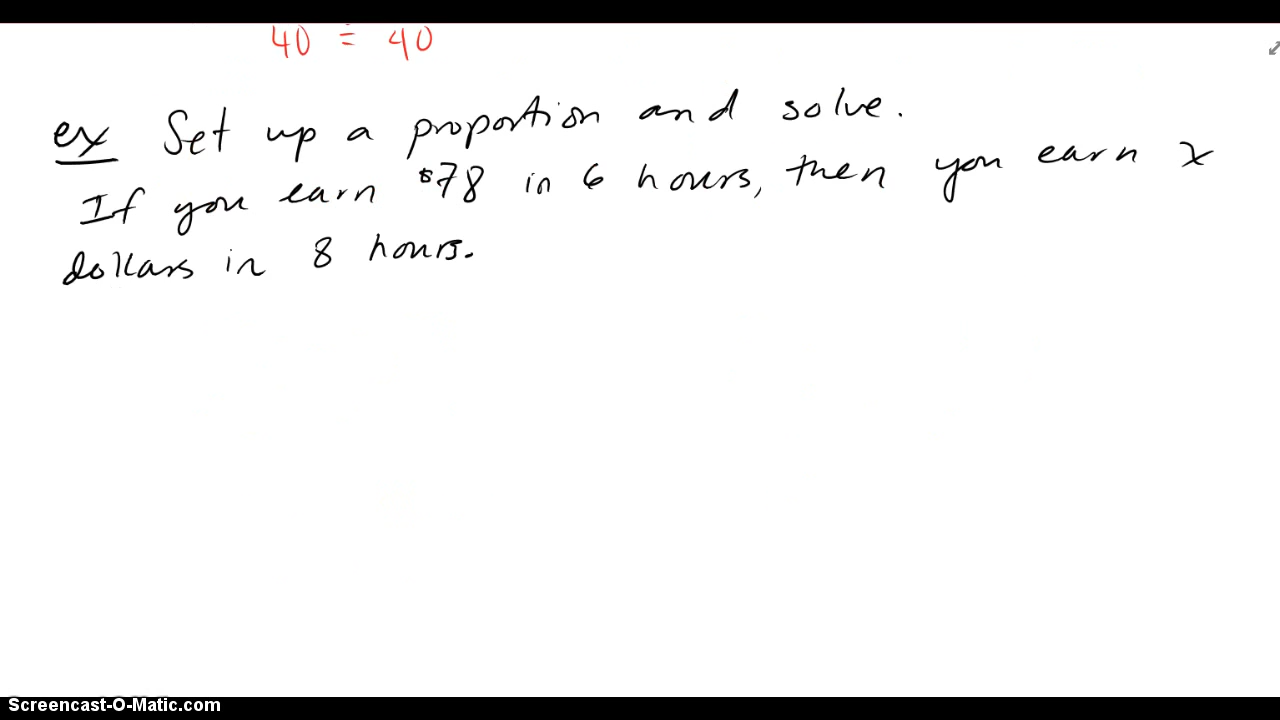 40 = 40
ex Set up a proportion and solve.
If you earn $78 in 6 hours, then you earn x
dollars in 8 hours.
Screencast-O-Matic.com